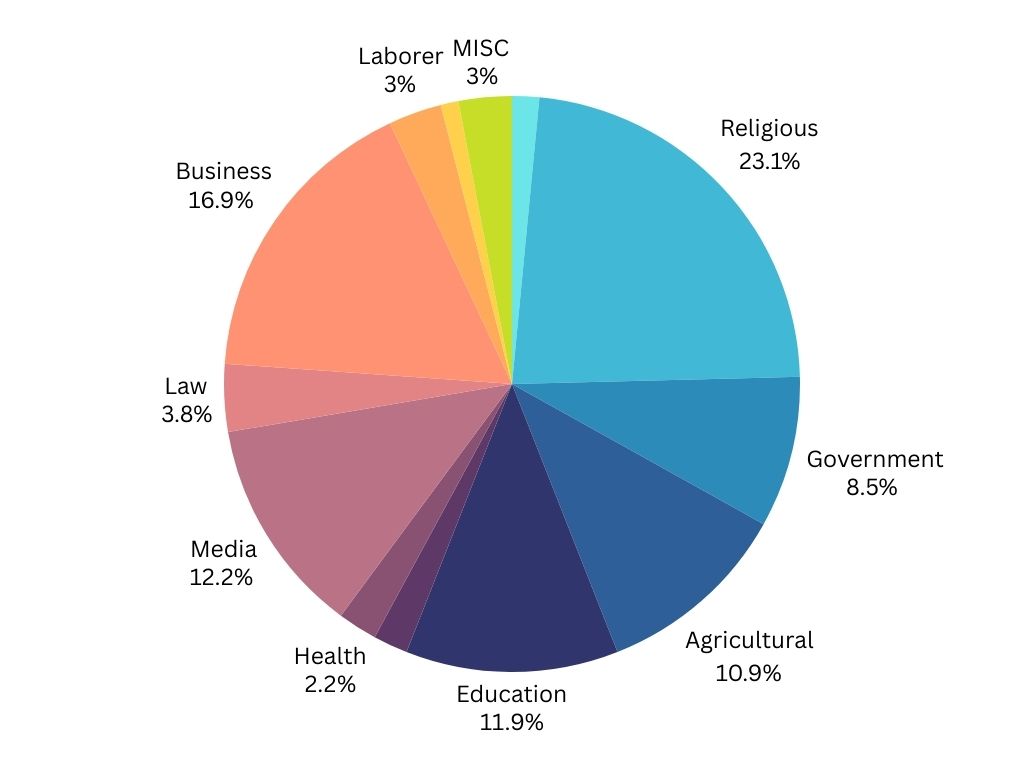 Laborer
3%
MISC
3%
Religious
23.1%
Business
16.9%
Law
3.8%
Government
8.5%
Media
12.2%
Agricultural
10.9%
Health
2.2%
Education
11.9%